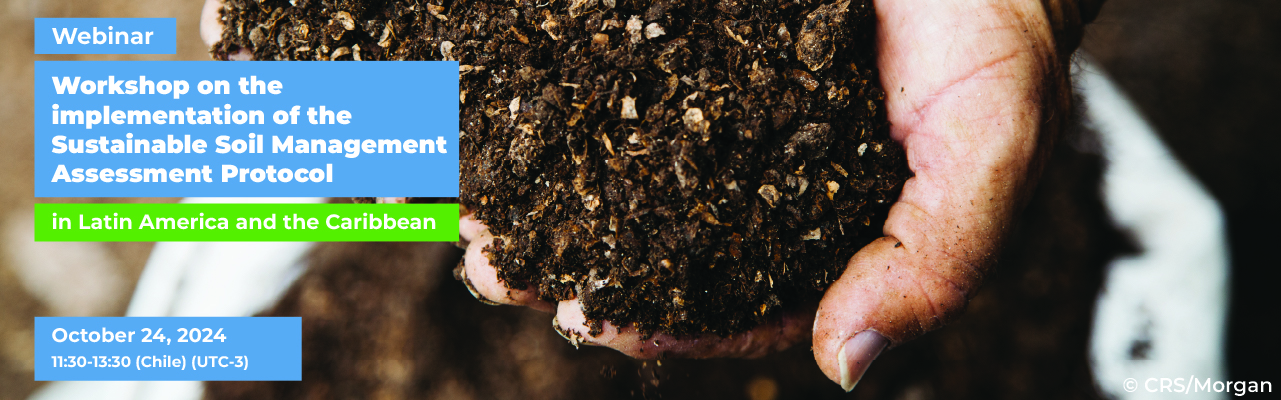 Webinar
Workshop on the
implementation of the
Sustainable Soil Management
Assessment Protocol
in Latin America and the Caribbean
October 24, 2024
11:30-13:30 (Chile) (UTC-3)
© CRS/Morgan